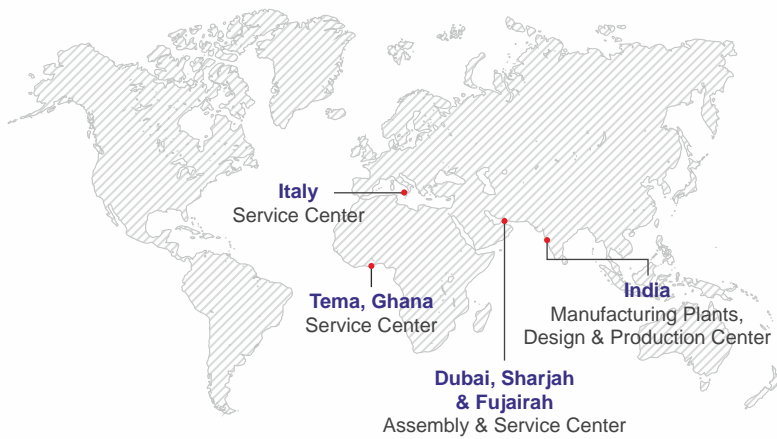 Italy
Service Center
Tema, Ghana
Service Center
India
Manufacturing Plants,
Design & Production Center
Dubai, Sharjah
& Fujairah
Assembly & Service Center